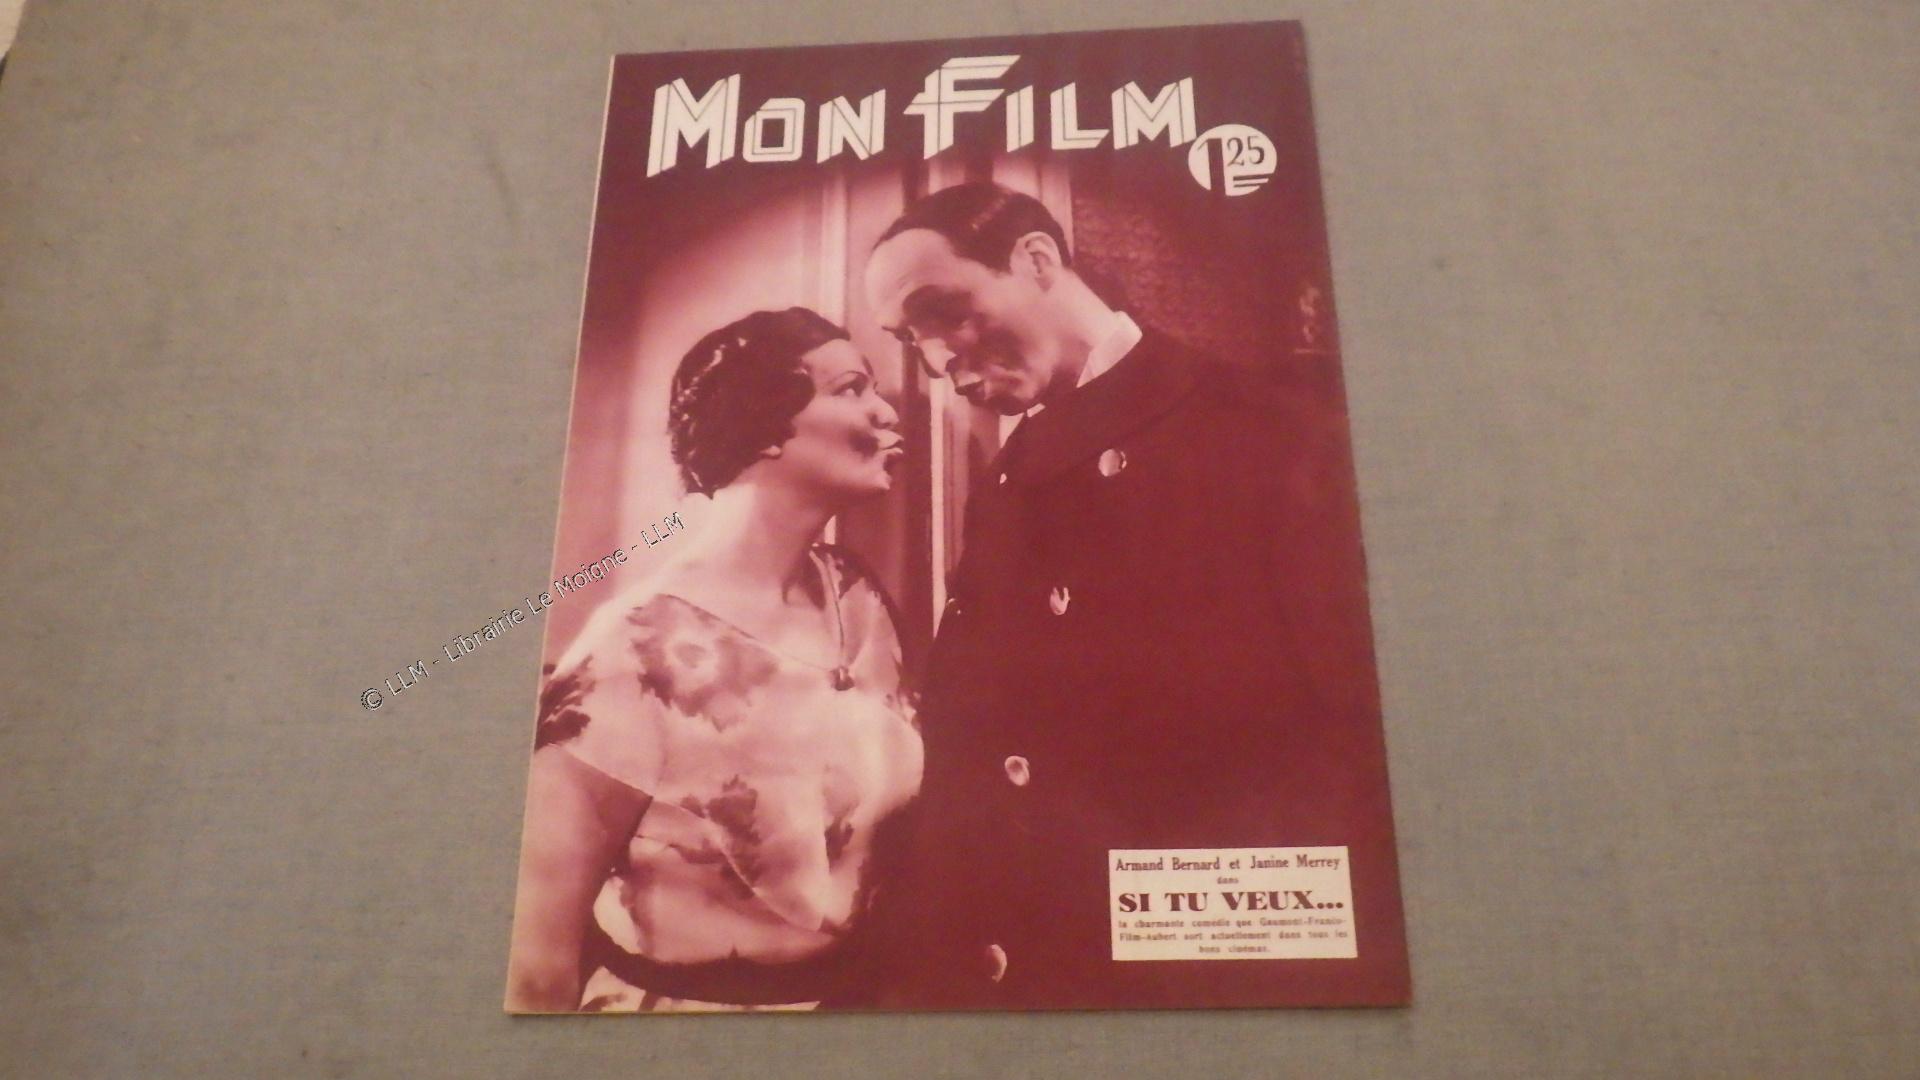 MON FILM
1 25
© LLM - Librairie Le Moigne - LLM
Armand Bernard et Janine Merrey
dans
SI TU VEUX...
la charmante comédie que Gaumont-Franco-
Film-Aubert sort actuellement dans tous les
bons cinémas.